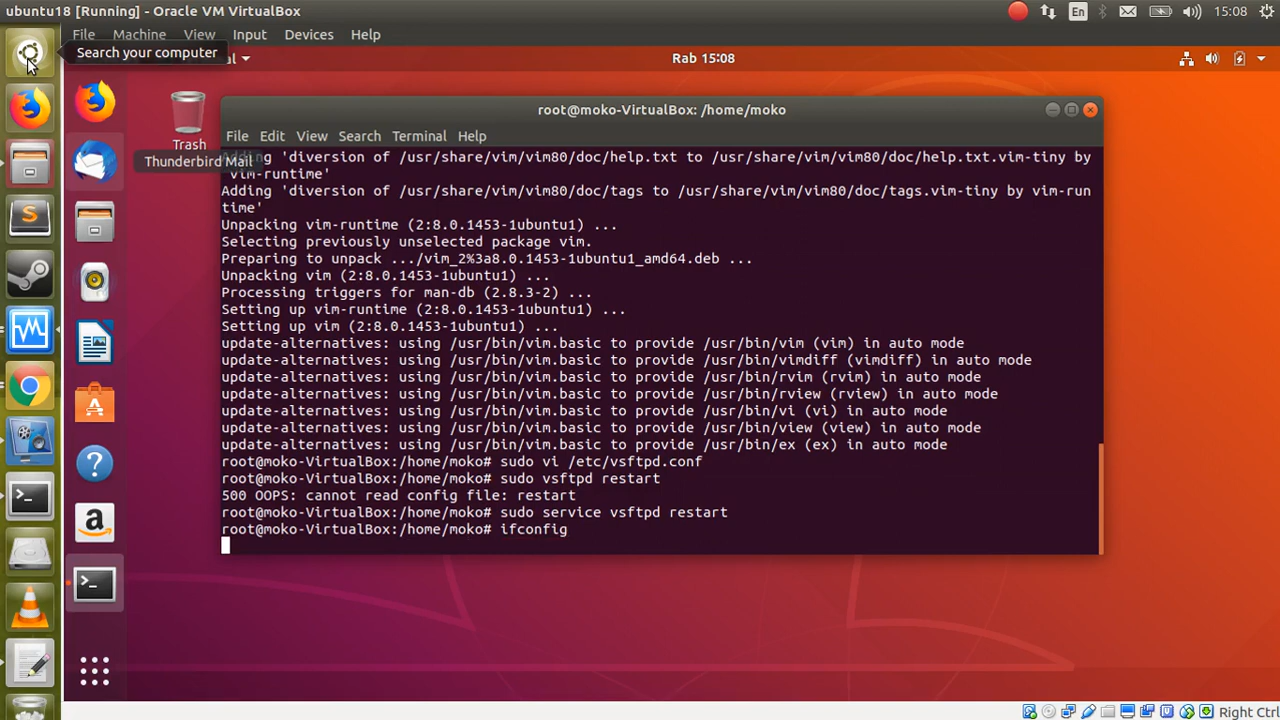 ubuntu18 [Running] - Oracle VM VirtualBox
En
15:08
File Machine View Input Devices Help
Search your computer
al
Rab 15:08
root@moko-VirtualBox: /home/moko
Trash
File Edit View Search Terminal Help
Thunderbird Mail
Adding 'diversion of /usr/share/vim/vim80/doc/help.txt to /usr/share/vim/vim80/doc/help.txt.vim-tiny by
vim-runtime'
Adding 'diversion of /usr/share/vim/vim80/doc/tags to /usr/share/vim/vim80/doc/tags.vim-tiny by vim-run
time'
Unpacking vim-runtime (2:8.0.1453-1ubuntu1) ...
Selecting previously unselected package vim.
Preparing to unpack .../vim_2%3a8.0.1453-1ubuntu1_amd64.deb ...
Unpacking vim (2:8.0.1453-1ubuntu1) ...
Processing triggers for man-db (2.8.3-2) ...
Setting up vim-runtime (2:8.0.1453-1ubuntu1) ...
Setting up vim (2:8.0.1453-1ubuntu1) ...
update-alternatives: using /usr/bin/vim.basic to provide /usr/bin/vim (vim) in auto mode
update-alternatives: using /usr/bin/vim.basic to provide /usr/bin/vimdiff (vimdiff) in auto mode
update-alternatives: using /usr/bin/vim.basic to provide /usr/bin/rvim (rvim) in auto mode
update-alternatives: using /usr/bin/vim.basic to provide /usr/bin/rview (rview) in auto mode
update-alternatives: using /usr/bin/vim.basic to provide /usr/bin/vi (vi) in auto mode
update-alternatives: using /usr/bin/vim.basic to provide /usr/bin/view (view) in auto mode
update-alternatives: using /usr/bin/vim.basic to provide /usr/bin/ex (ex) in auto mode
root@moko-VirtualBox:/home/moko# sudo vi /etc/vsftpd.conf
root@moko-VirtualBox:/home/moko# sudo vsftpd restart
500 OOPS: cannot read config file: restart
root@moko-VirtualBox:/home/moko# sudo service vsftpd restart
root@moko-VirtualBox:/home/moko# ifconfig
Right Ctrl